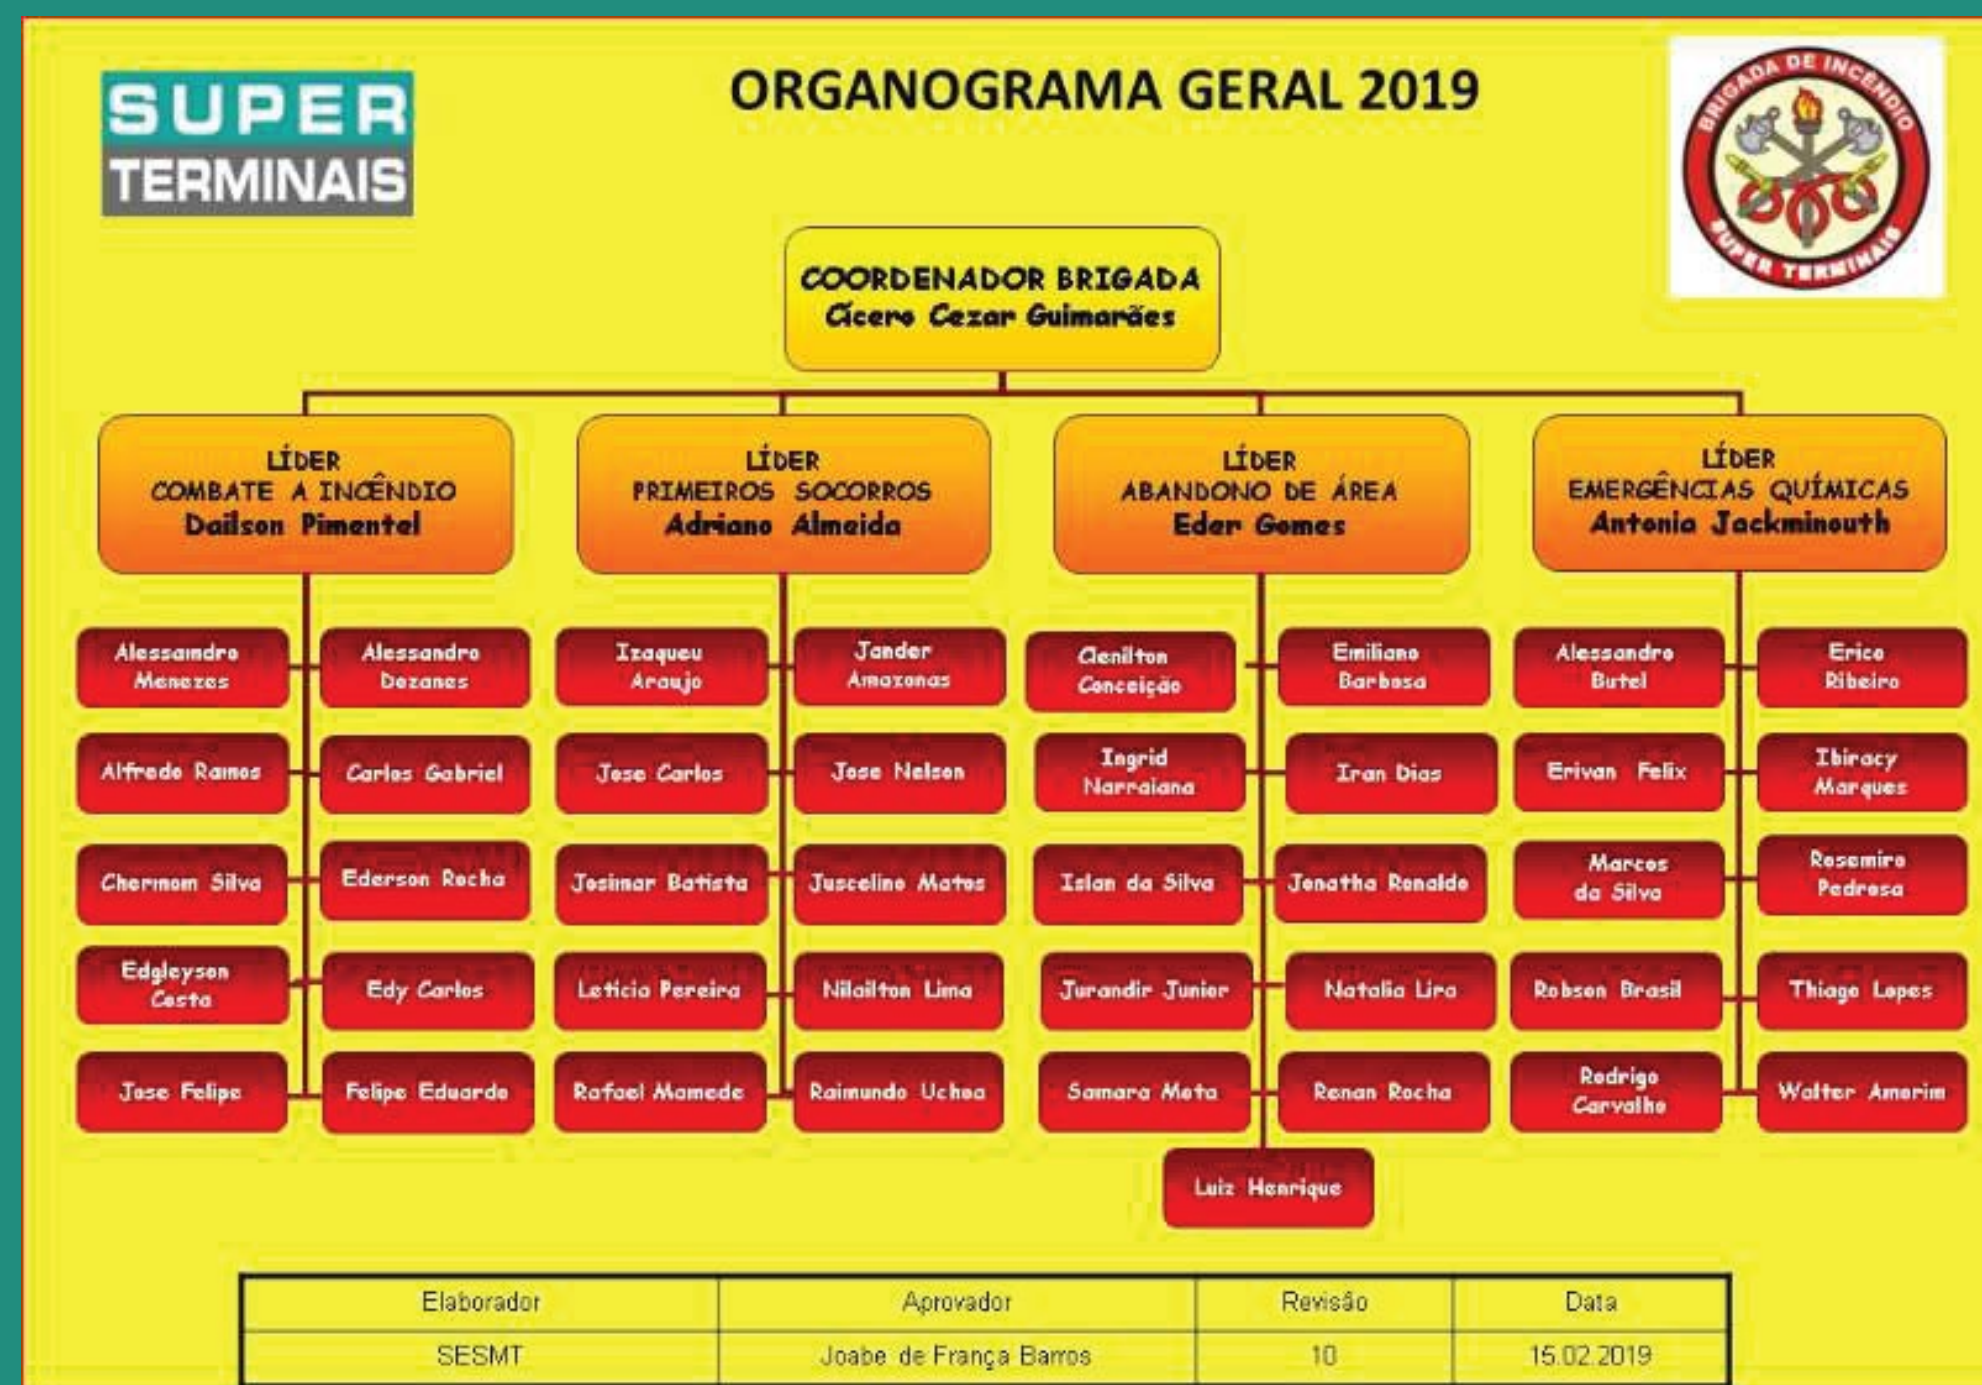 SUPER
TERMINAIS
ORGANOGRAMA GERAL 2019
BRIGADA DE INCÊNDIO
SUPER TERMINAIS
COORDENADOR BRIGADA
Cícero Cezar Guimarães
LÍDER
COMBATE A INCÊNDIO
Dailson Pimentel
LÍDER
PRIMEIROS SOCORROS
Adriano Almeida
LÍDER
ABANDONO DE ÁREA
Eder Gomes
LÍDER
EMERGÊNCIAS QUÍMICAS
Antonia Jackminouth
Alessamdro
Menezes
Alessandro
Dozanes
Izaqueu
Araujo
Jander
Amazonas
Clenilton
Conceição
Emiliano
Barbosa
Alessandro
Butel
Erico
Ribeiro
Alfredo Ramos
Carlos Gabriel
Jose Carlos
Jose Nelson
Ingrid
Narraiana
Iran Dias
Erivan Felix
Ibiracy
Marques
Chermom Silva
Ederson Rocha
Josimar Batista
Juscelino Matos
Islan da Silva
Jonatha Ronaldo
Marcos
da Silva
Rosemiro
Pedrosa
Edgleyson
Costa
Edy Carlos
Leticia Pereira
Nilailton Lima
Jurandir Junior
Natalia Lira
Robson Brasil
Thiago Lopes
Jose Felipe
Felipe Eduardo
Rafael Mamede
Raimundo Uchoa
Samara Mota
Renan Rocha
Rodrigo
Carvalho
Walter Amorim
Luiz Henrique
Elaborador Aprovador Revisão Data
SESMT Joabe de França Barros 10 15.02.2019